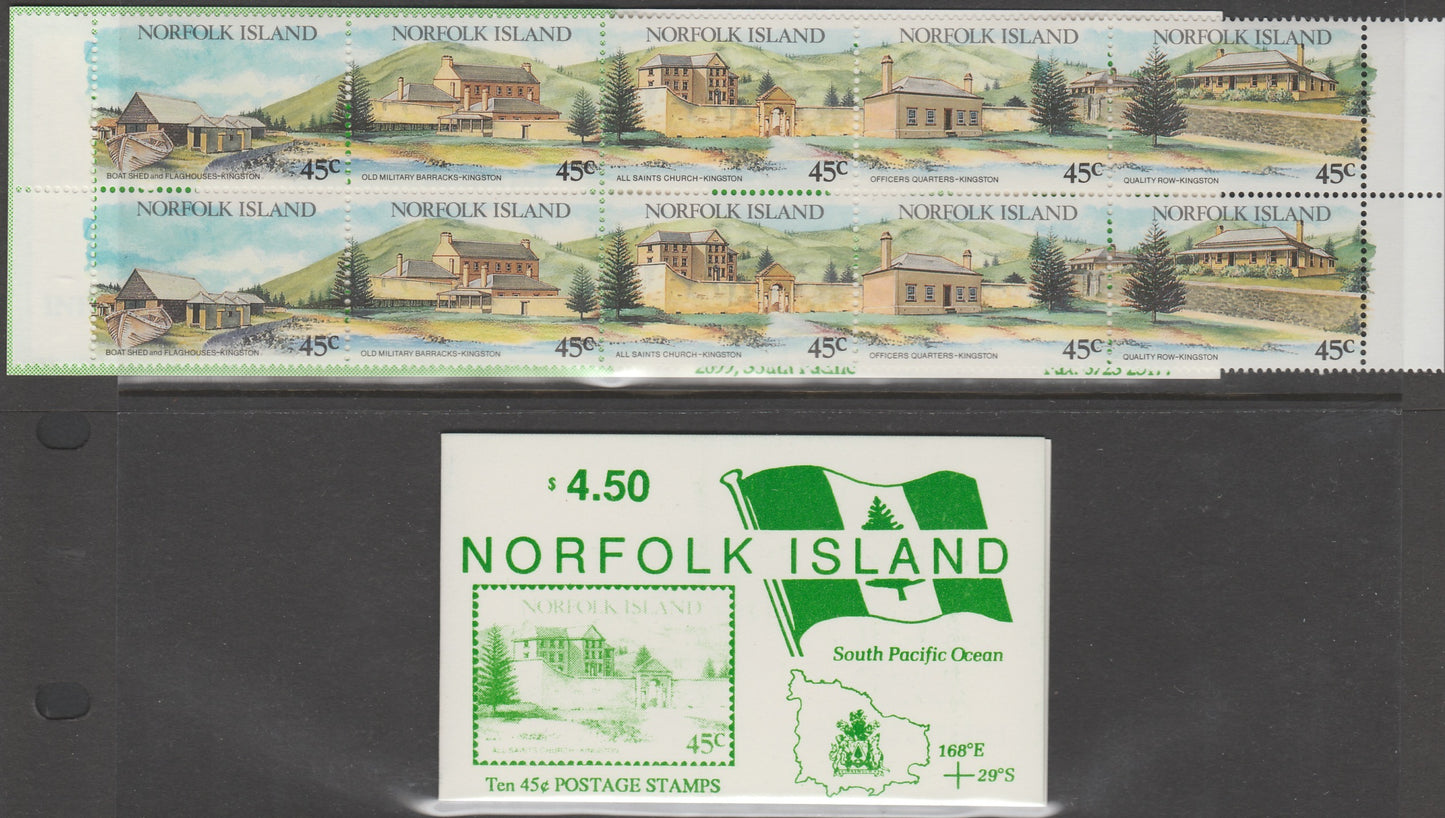 NORFOLK ISLAND NORFOLK ISLAND NORFOLK ISLAND NORFOLK ISLAND NORFOLK ISLAND
BOAT SHED and FLAGHOUSES-KINGSTON 45c OLD MILITARY BARRACKS-KINGSTON 45c ALL SAINTS CHURCH-KINGSTON 45c OFFICERS QUARTERS-KINGSTON 45c QUALITY ROW-KINGSTON 45c
NORFOLK ISLAND NORFOLK ISLAND NORFOLK ISLAND NORFOLK ISLAND NORFOLK ISLAND
BOAT SHED and FLAGHOUSES-KINGSTON 45c OLD MILITARY BARRACKS-KINGSTON 45c ALL SAINTS CHURCH-KINGSTON 45c OFFICERS QUARTERS-KINGSTON 45c QUALITY ROW-KINGSTON 45c
2899, South Pacific
$ 4.50
NORFOLK ISLAND
NORFOLK ISLAND
ALL SAINTS CHURCH-KINGSTON 45c
Ten 45¢ POSTAGE STAMPS
South Pacific Ocean
168°E
29°S